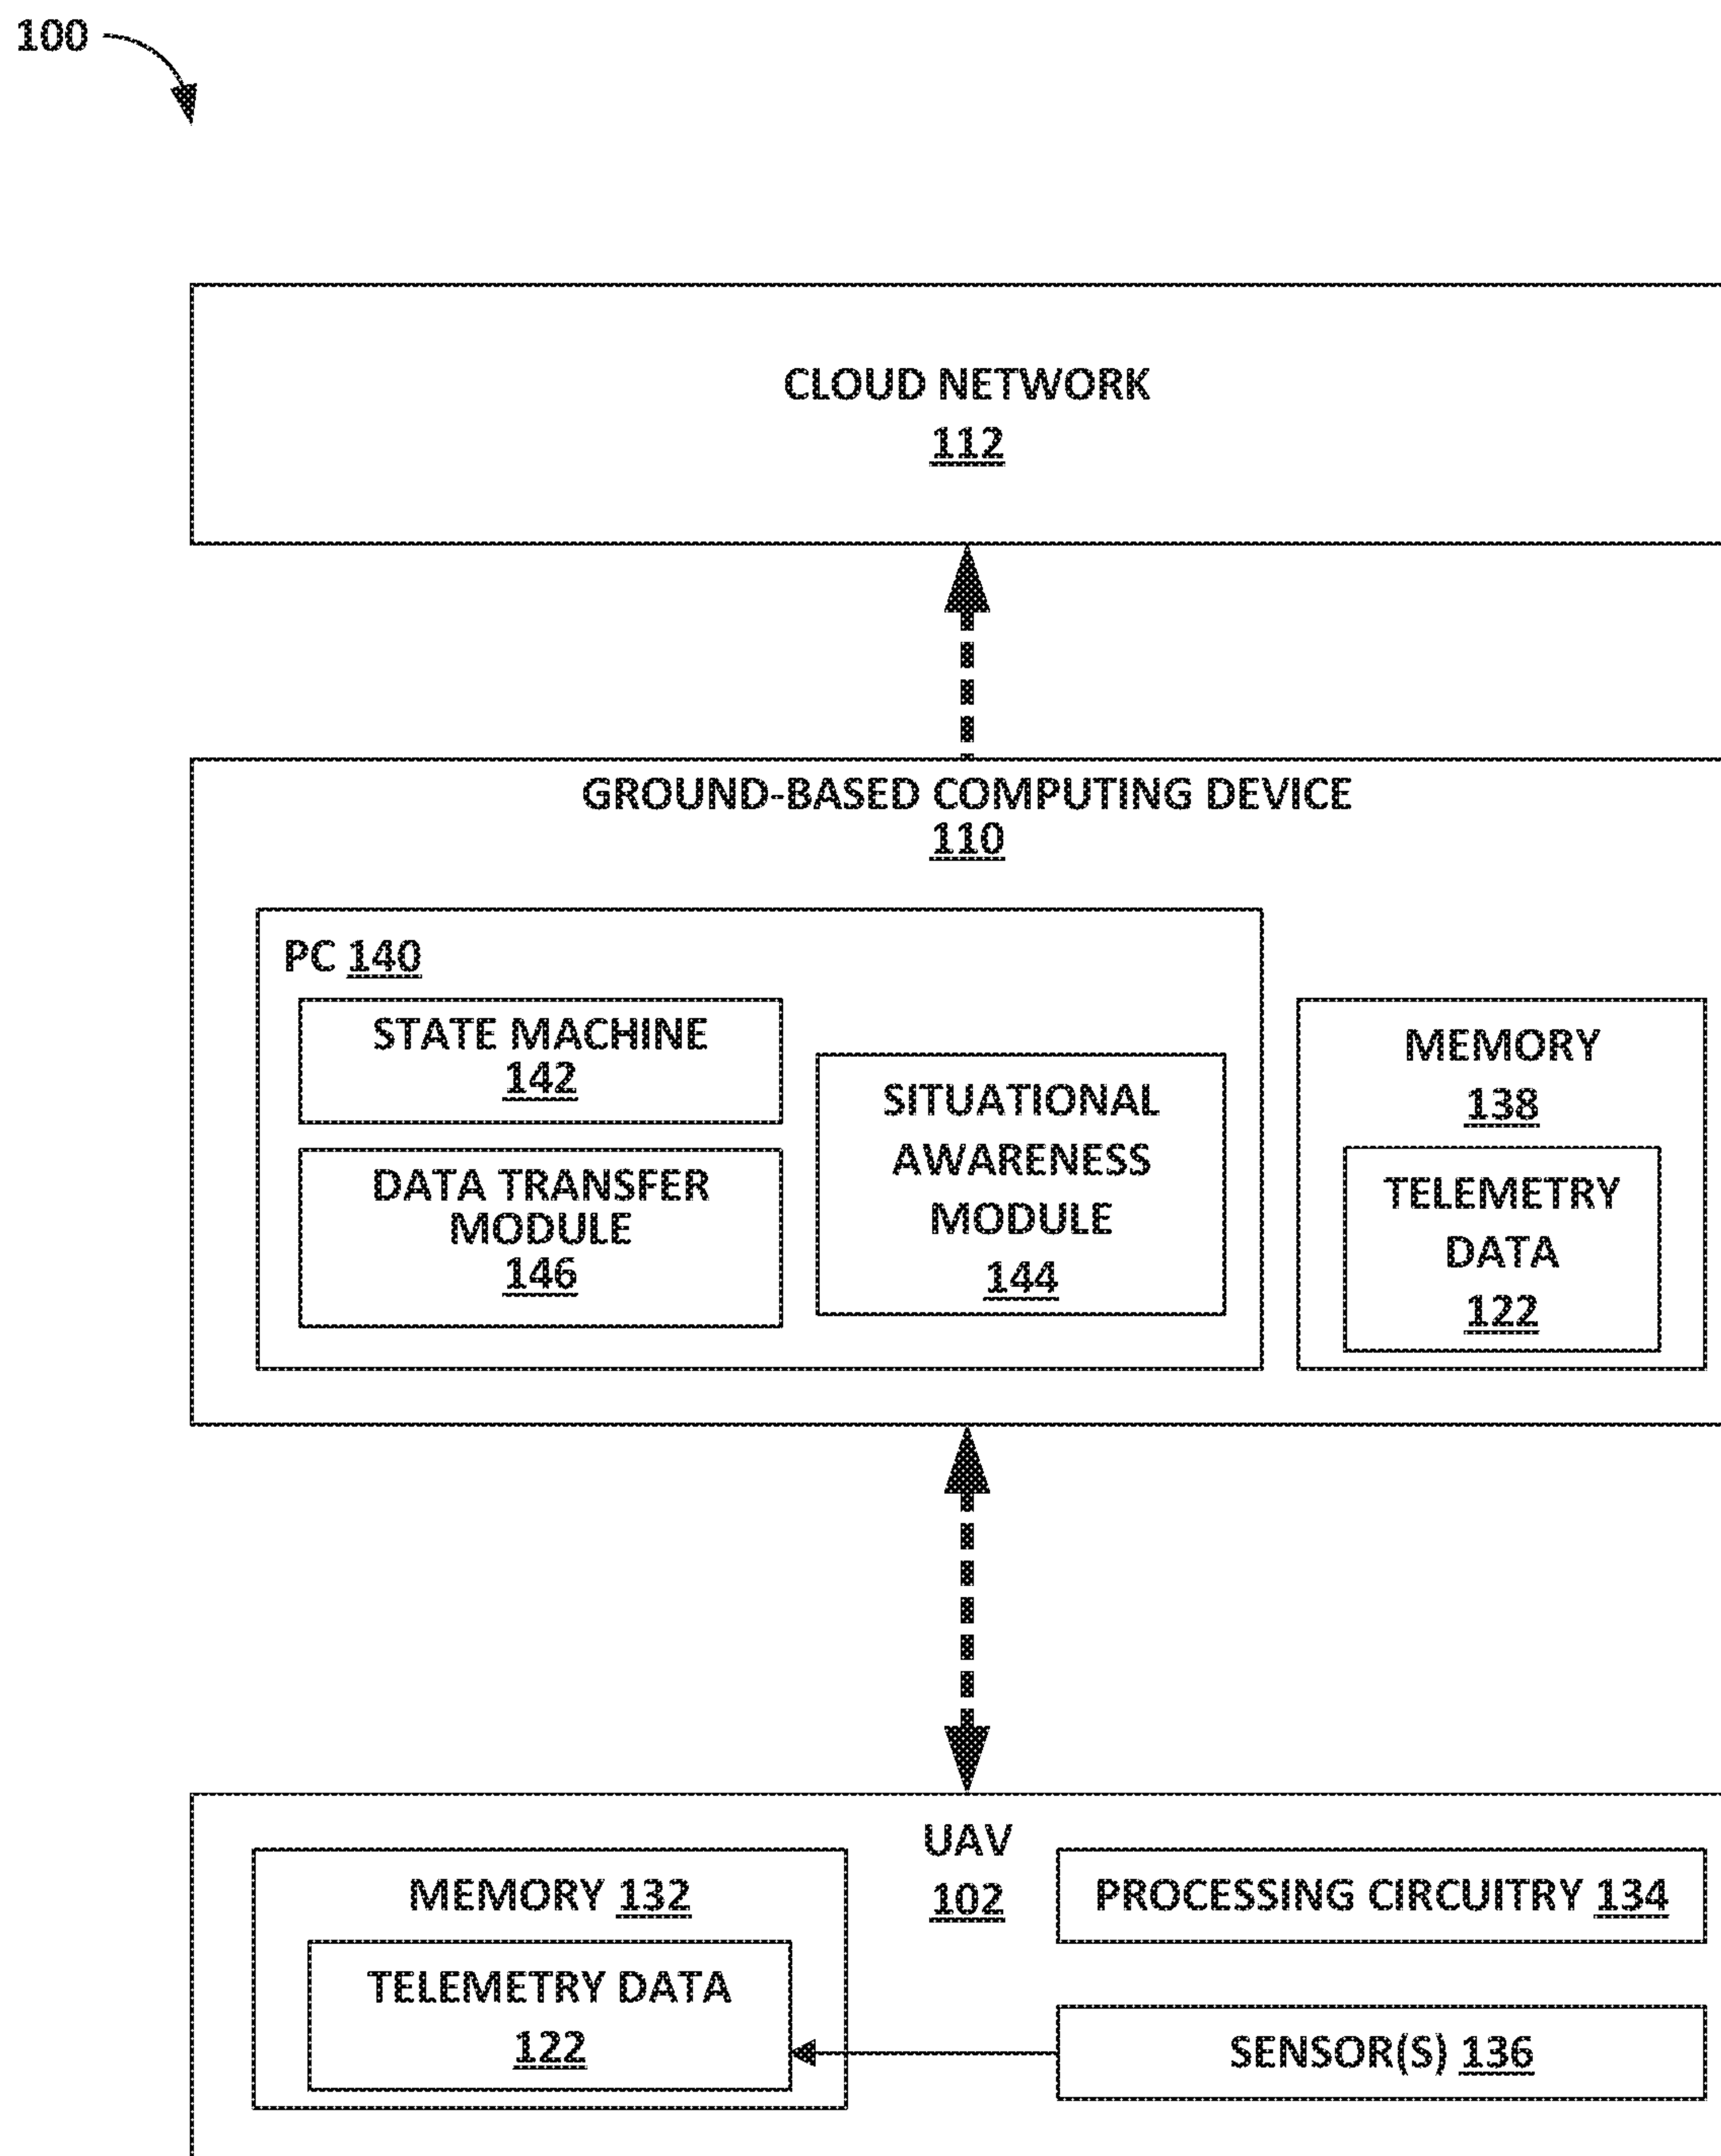 100
CLOUD NETWORK
112
GROUND-BASED COMPUTING DEVICE
110
PC 140
STATE MACHINE
142
DATA TRANSFER
MODULE
146
SITUATIONAL
AWARENESS
MODULE
144
MEMORY
138
TELEMETRY
DATA
122
UAV
102
MEMORY 132
TELEMETRY DATA
122
PROCESSING CIRCUITRY 134
SENSOR(S) 136